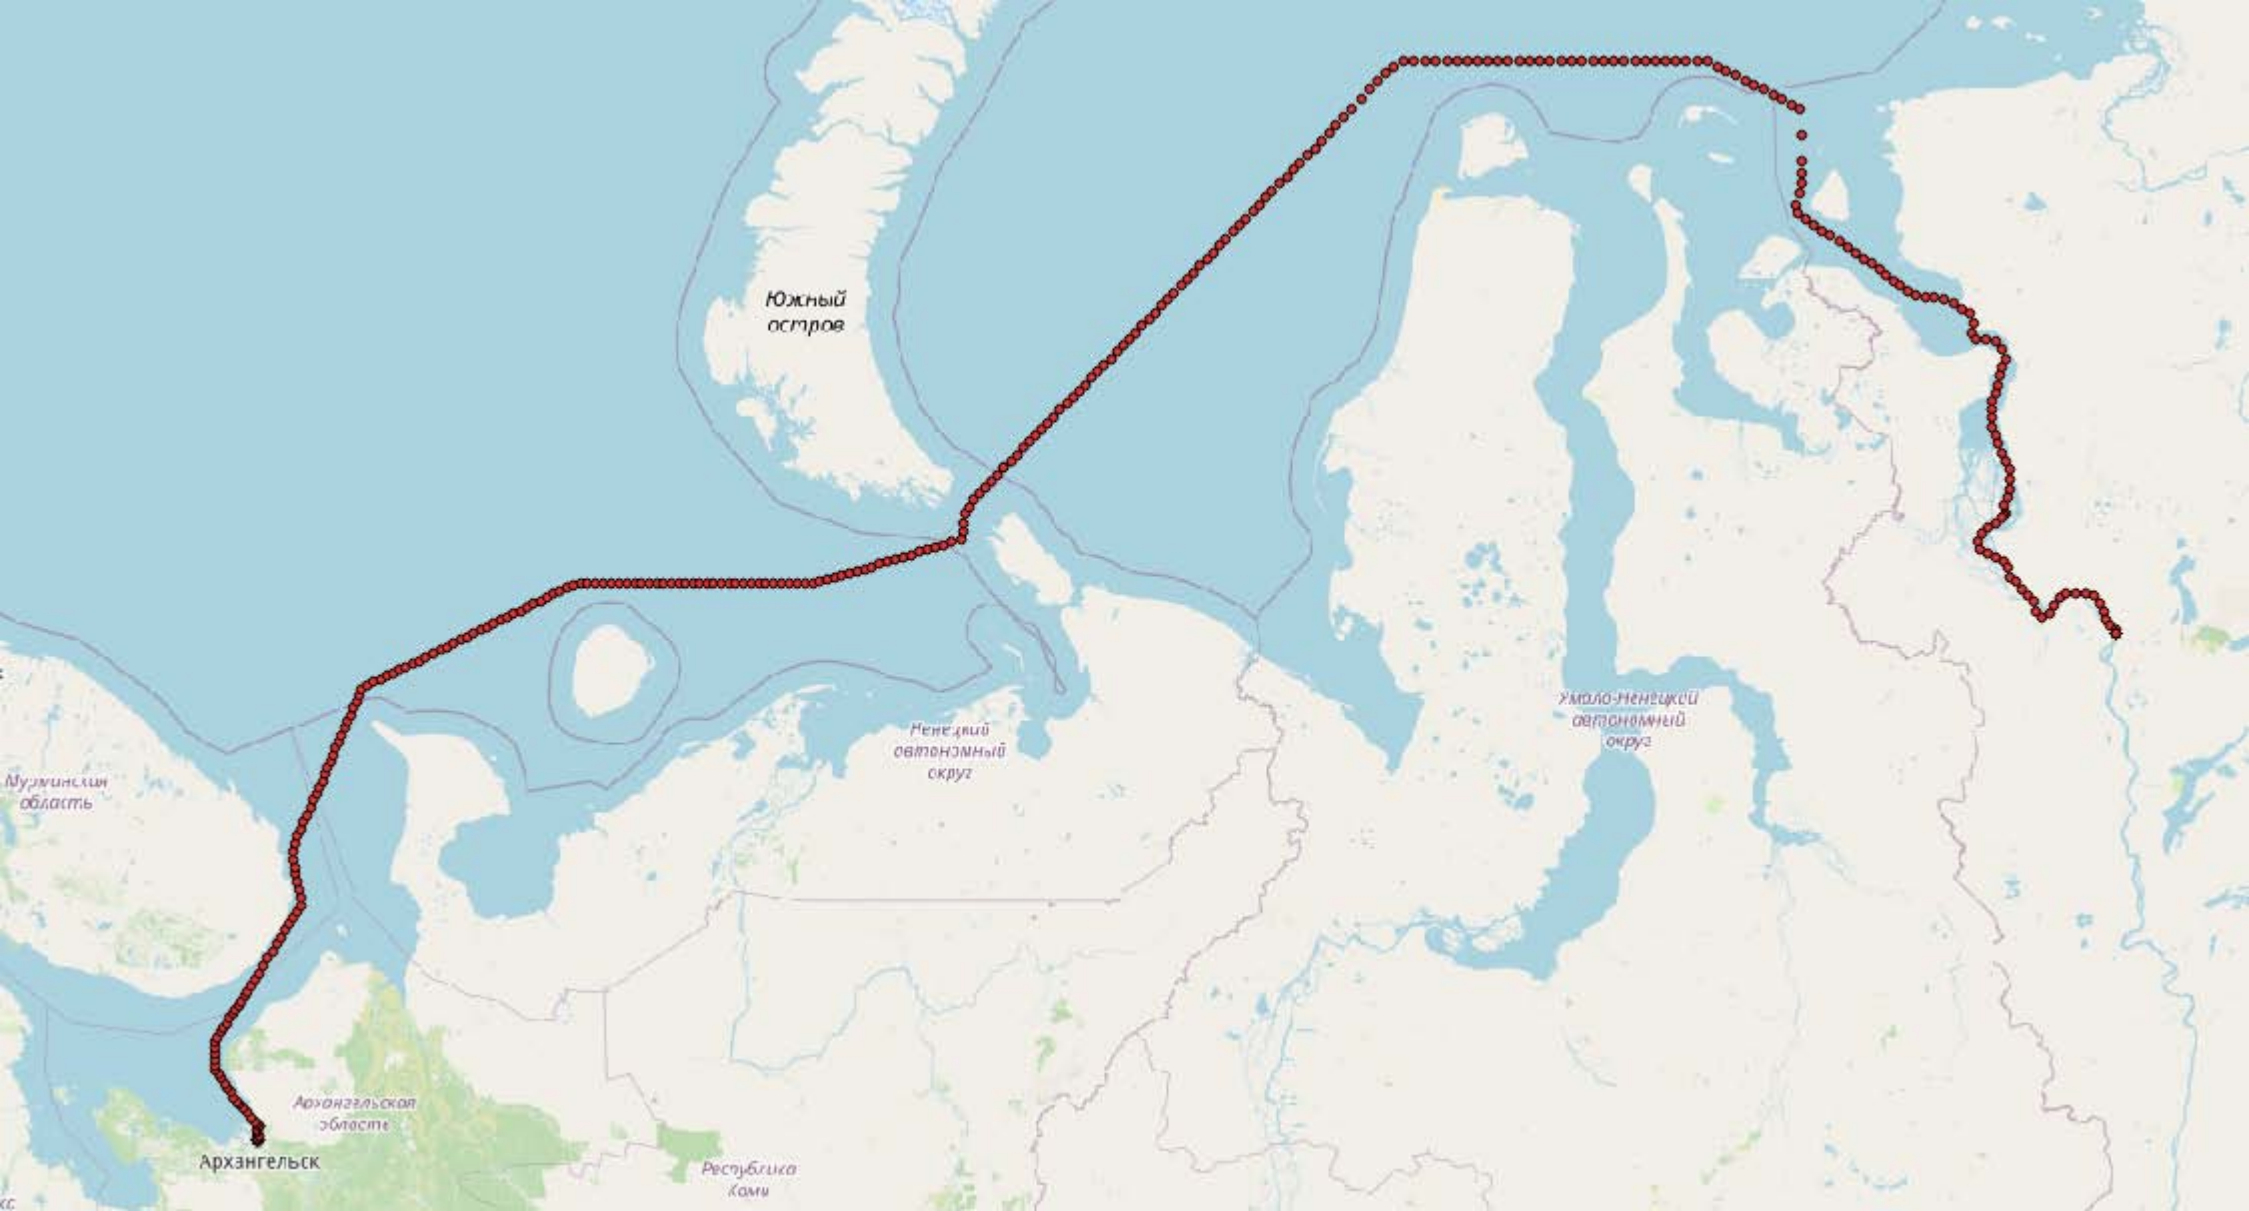 Южный
остров
Мурманская
область
Ненецкий
автономный
округ
Ямало-Ненецкий
автономный
округ
Архангельская
область
Архангельск
Республика
Коми